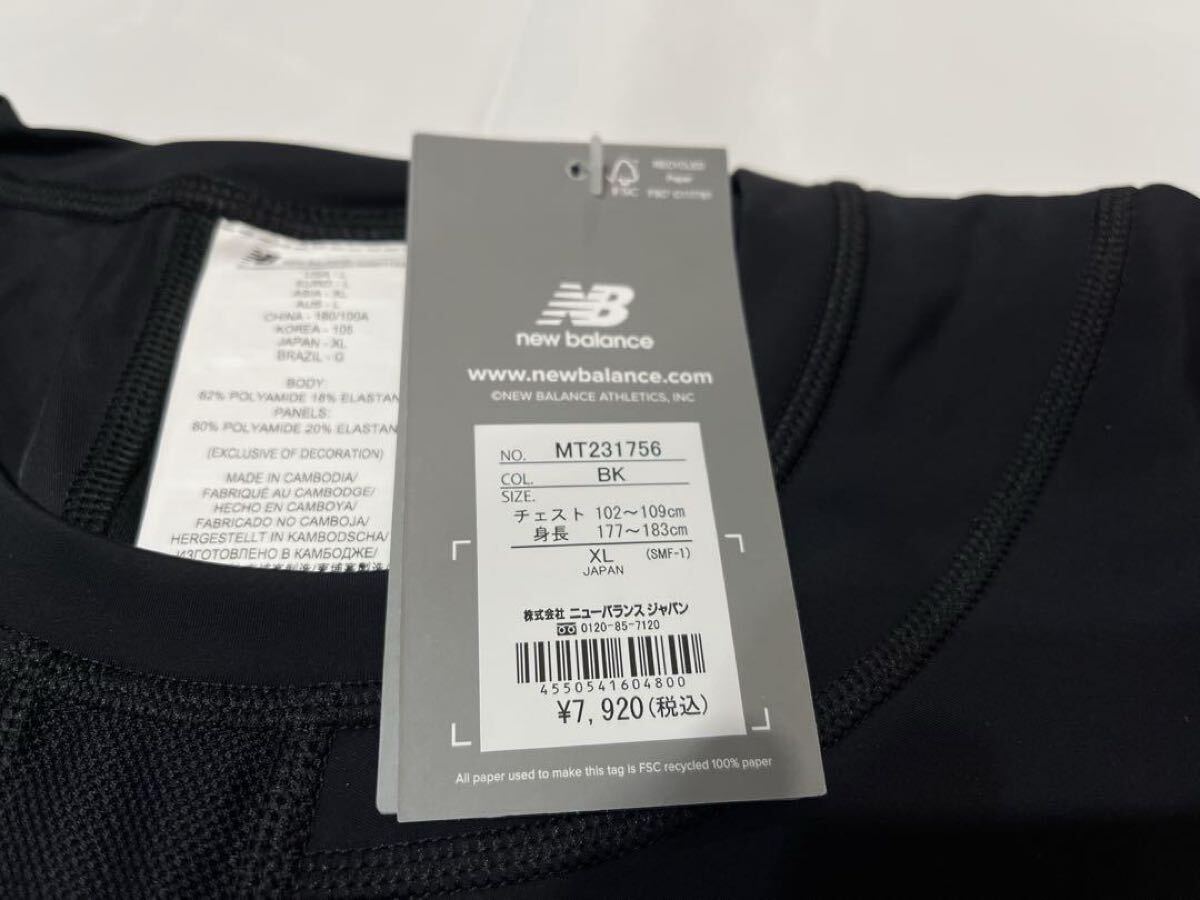 USA - L
EURO - L
ASIA - XL
AUS - L
CHINA - 180/100A
KOREA - 105
JAPAN - XL
BRAZIL - G
BODY:
82% POLYAMIDE 18% ELASTAN
PANELS:
80% POLYAMIDE 20% ELASTAN
(EXCLUSIVE OF DECORATION)
MADE IN CAMBODIA/
FABRIQUÉ AU CAMBODGE/
HECHO EN CAMBOYA/
FABRICADO NO CAMBOJA/
HERGESTELLT IN KAMBODSCHA/
ИЗГОТОВЛЕНО В КАМБОДЖЕ/
FSC
RECYCLED
Paper
NB
new balance
www.newbalance.com
©NEW BALANCE ATHLETICS, INC
NO. MT231756
COL. BK
SIZE.
チェスト 102～109cm
身長 177～183cm
XL (SMF-1)
JAPAN
株式会社 ニューバランス ジャパン
0120-85-7120
4550541604800
¥7,920(税込)
All paper used to make this tag is FSC recycled 100% paper